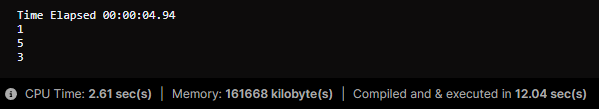 Time Elapsed 00:00:04.94
1
5
3
CPU Time: 2.61 sec(s) | Memory: 161668 kilobyte(s) | Compiled and & executed in 12.04 sec(s)